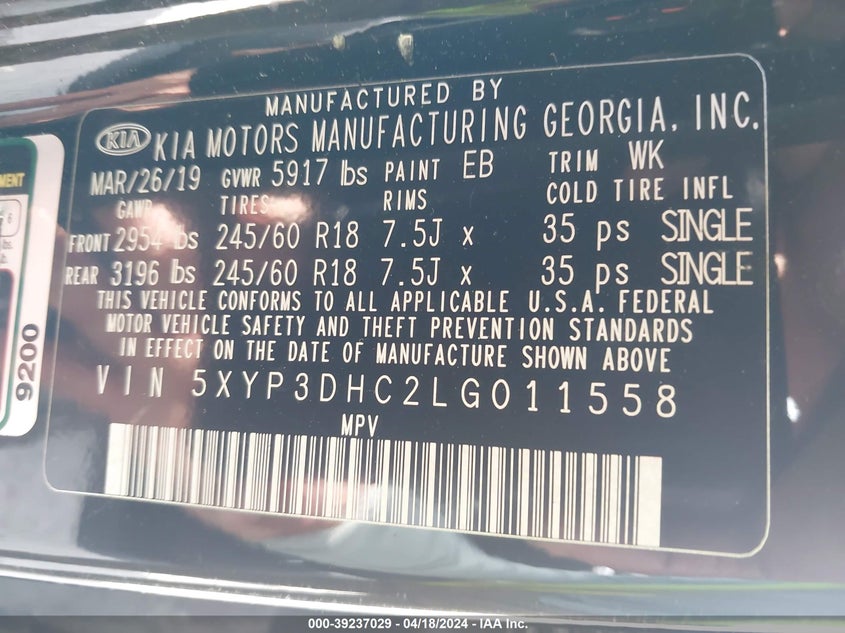 MANUFACTURED BY
KIA KIA MOTORS MANUFACTURING GEORGIA, INC.
MAR/26/19 GVWR 5917 lbs PAINT EB TRIM WK
GAWR TIRES RIMS COLD TIRE INFL
FRONT 2954 lbs 245/60 R18 7.5J x 35 ps SINGLE
REAR 3196 lbs 245/60 R18 7.5J x 35 ps SINGLE
THIS VEHICLE CONFORMS TO ALL APPLICABLE U.S.A. FEDERAL
MOTOR VEHICLE SAFETY AND THEFT PREVENTION STANDARDS
IN EFFECT ON THE DATE OF MANUFACTURE SHOWN ABOVE
VIN 5XYP3DHC2LG011558
MPV
9200
000-39237029 - 04/18/2024 - IAA Inc.